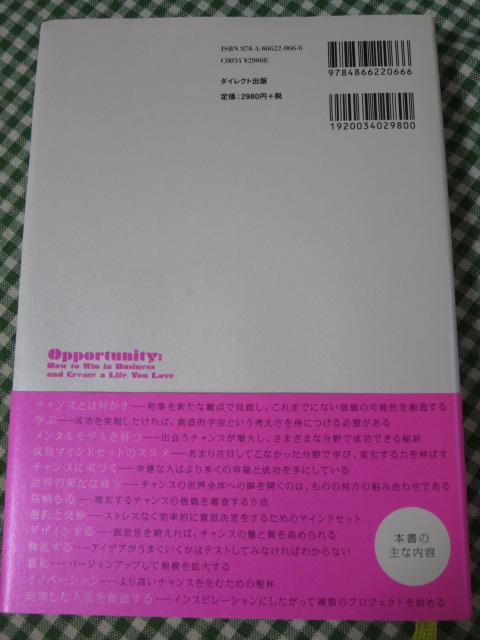 ISBN 978-4-86622-066-6
C0034 ¥2980E
ダイレクト出版
定価：2980円＋税
9784866220666
1920034029800
Opportunity:
How to Win in Business
and Create a Life You Love
チャンスとは何か？──物事を新たな観点で見直し、これまでにない価値の可能性を創造する
学ぶ──成功を実現したければ、創造的宇宙という考え方を身につける必要がある
メンタルモデルを持つ──出会うチャンスが増大し、さまざまな分野で成功できる秘訣
成長マインドセットのススメ──あまり注目してこなかった分野で学び、変化する力を伸ばす
チャンスに気づく──幸運な人はより多くの幸福と成功を手にしている
世界の新たな見方──チャンスの世界全体への扉を開くのは、ものの見方の組み合わせである
見積もる──増加するチャンスの価値を審査する方法
選択と交渉──ストレスなく効率的に意思決定をするためのマインドセット
デザインする──創造性を鍛えれば、チャンスの量と質を高められる
検証する──アイデアがうまくいくかはテストしてみなければわからない
進化──バージョンアップして規模を拡大する
イノベーション──より高いチャンスを生むための聖杯
充実した人生を創造する──インスピレーションにしたがって複数のプロジェクトを始める
本書の
主な内容